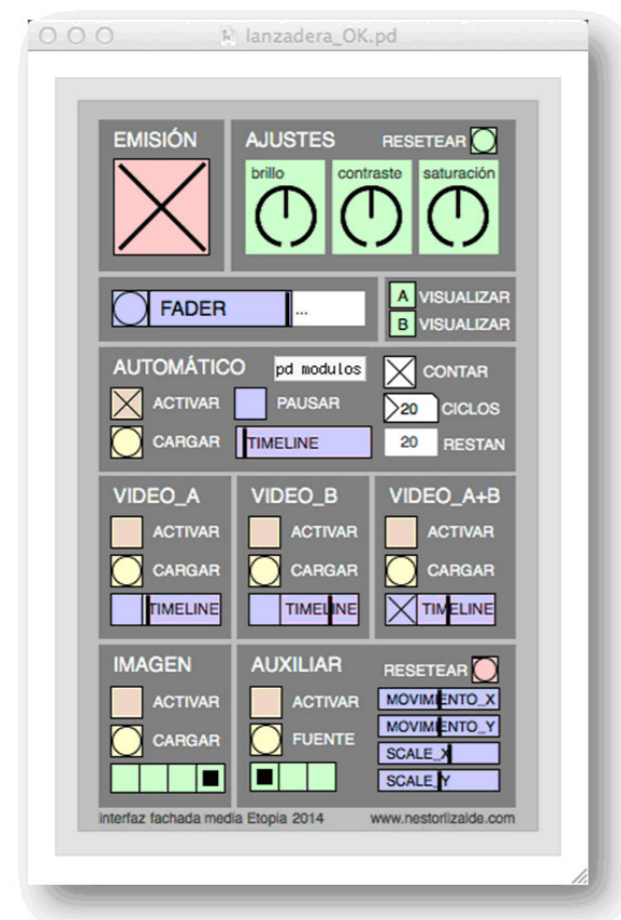 lanzadera_OK.pd
EMISIÓN
AJUSTES RESETEAR
brillo contraste saturación
FADER ...
A VISUALIZAR
B VISUALIZAR
AUTOMÁTICO pd modulos CONTAR
ACTIVAR PAUSAR 20 CICLOS
CARGAR TIMELINE 20 RESTAN
VIDEO_A
ACTIVAR
CARGAR
TIMELINE
VIDEO_B
ACTIVAR
CARGAR
TIMELINE
VIDEO_A+B
ACTIVAR
CARGAR
TIMELINE
IMAGEN
ACTIVAR
CARGAR
AUXILIAR
ACTIVAR
FUENTE
RESETEAR
MOVIMIENTO_X
MOVIMIENTO_Y
SCALE_X
SCALE_Y
interfaz fachada media Etopia 2014 www.nestorlizalde.com